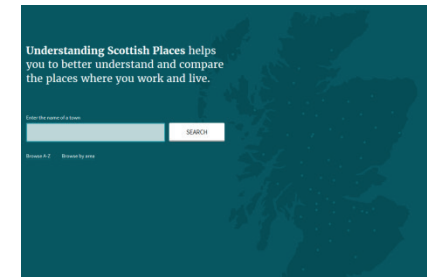 Understanding Scottish Places helps
you to better understand and compare
the places where you work and live.
Enter the name of a town
SEARCH
Browse A-Z Browse by area